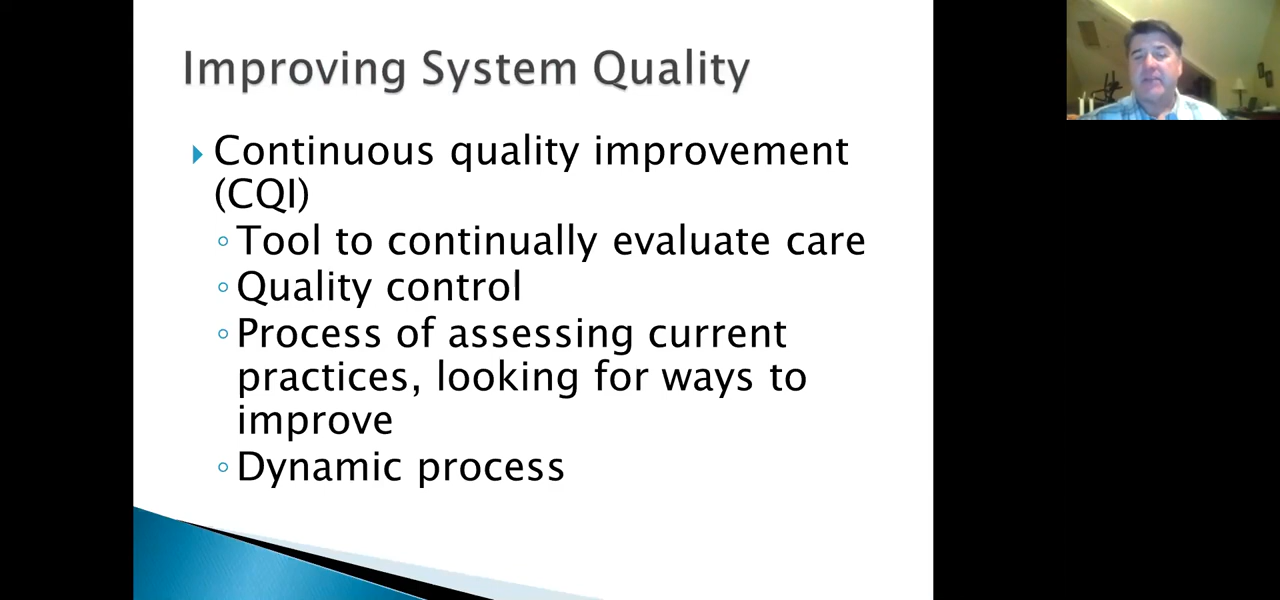 Improving System Quality
Continuous quality improvement
(CQI)
Tool to continually evaluate care
Quality control
Process of assessing current
practices, looking for ways to
improve
Dynamic process